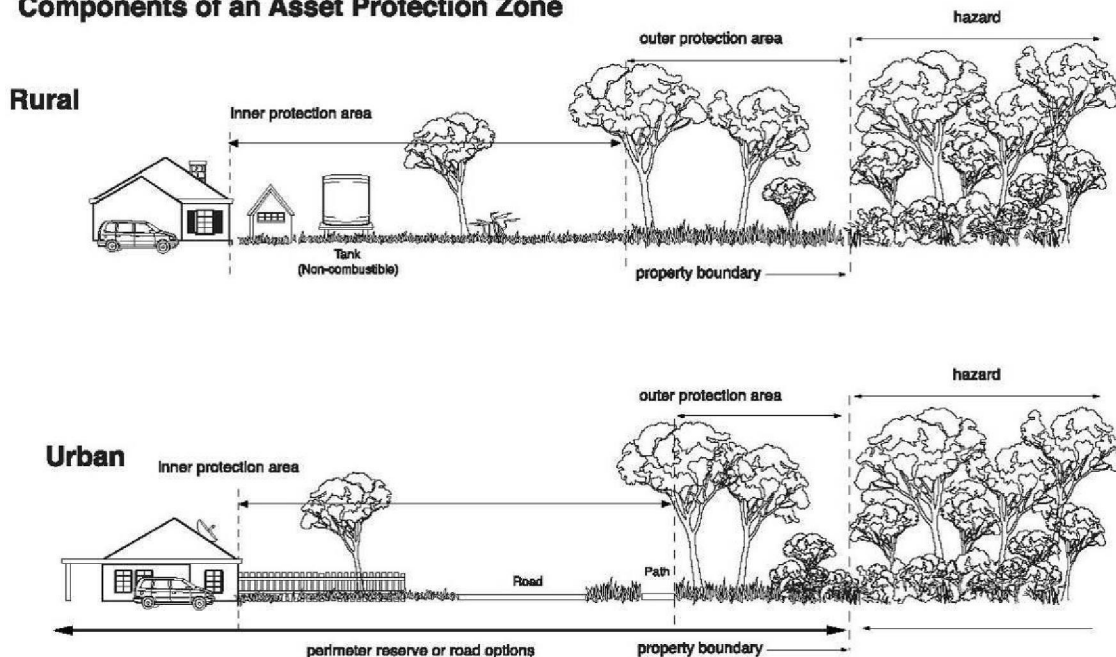 Components of an Asset Protection Zone
hazard
outer protection area
Rural
Inner protection area
Tank
(Non-combustible)
property boundary
hazard
outer protection area
Urban
Inner protection area
Road
Path
perimeter reserve or road options
property boundary